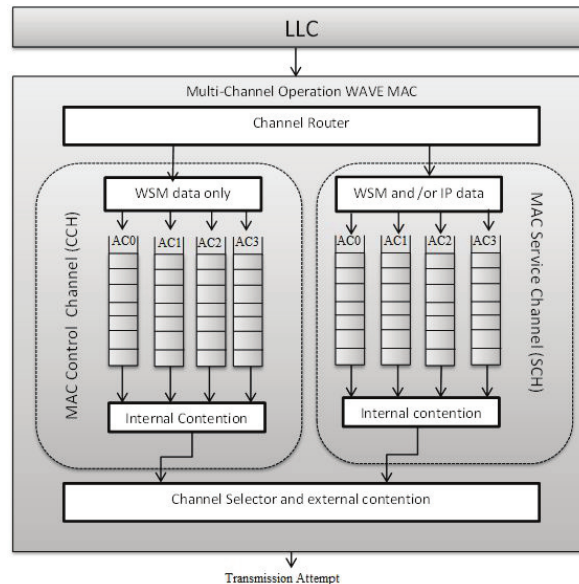 LLC
Multi-Channel Operation WAVE MAC
Channel Router
MAC Control Channel (CCH)
WSM data only
AC0 AC1 AC2 AC3
Internal Contention
WSM and /or IP data
AC0 AC1 AC2 AC3
Internal contention
MAC Service Channel (SCH)
Channel Selector and external contention
Transmission Attempt